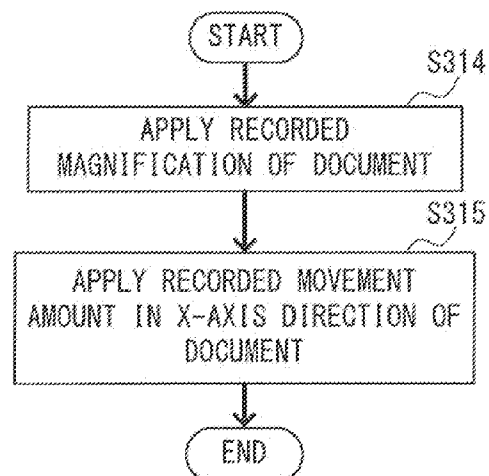 START
S314
APPLY RECORDED
MAGNIFICATION OF DOCUMENT
S315
APPLY RECORDED MOVEMENT
AMOUNT IN X-AXIS DIRECTION OF
DOCUMENT
END